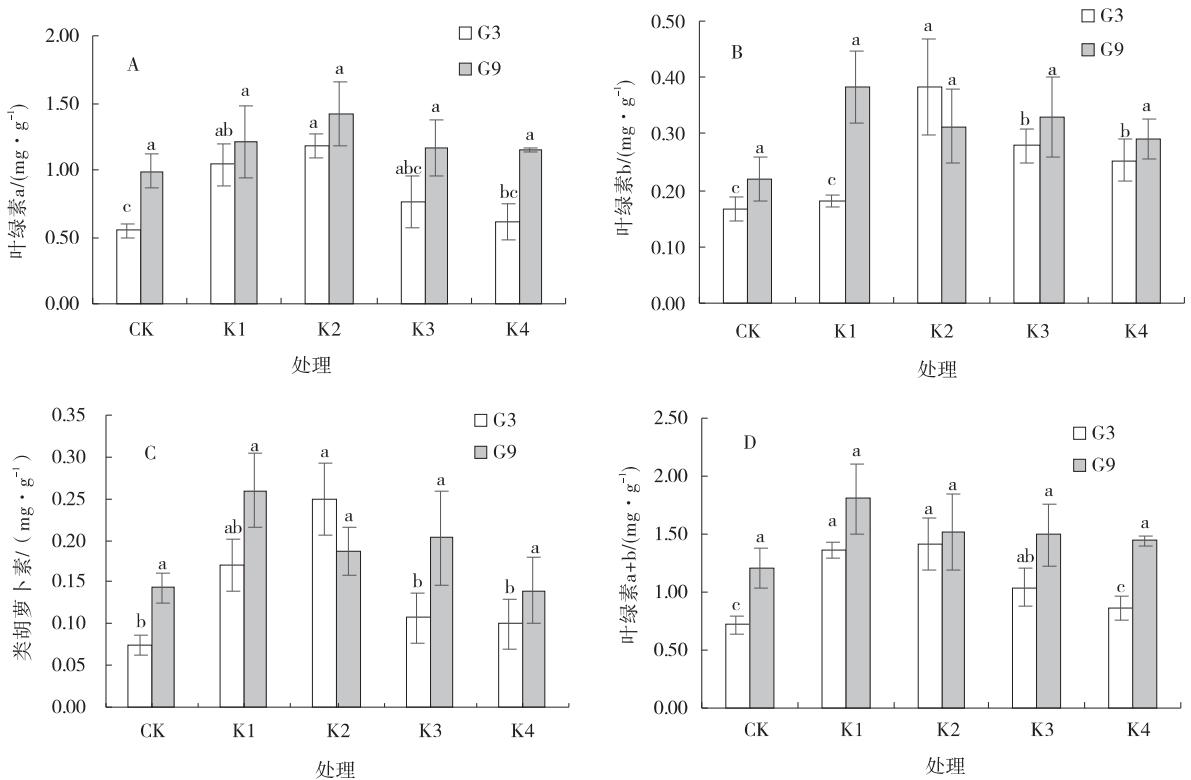 2.00
1.50
1.00
0.50
0.00
叶绿素a/(mg·g⁻¹)
A
G3
G9
c
a
ab
a
a
a
abc
a
bc
a
CK K1 K2 K3 K4
处理
0.50
0.40
0.30
0.20
0.10
0.00
叶绿素b/(mg·g⁻¹)
B
G3
G9
c
a
c
a
a
a
b
a
b
a
CK K1 K2 K3 K4
处理
0.35
0.30
0.25
0.20
0.15
0.10
0.05
0.00
类胡萝卜素/（mg·g⁻¹)
C
G3
G9
b
a
ab
a
a
a
b
a
b
a
CK K1 K2 K3 K4
处理
2.50
2.00
1.50
1.00
0.50
0.00
叶绿素a+b/(mg·g⁻¹)
D
G3
G9
c
a
a
a
a
a
ab
a
c
a
CK K1 K2 K3 K4
处理